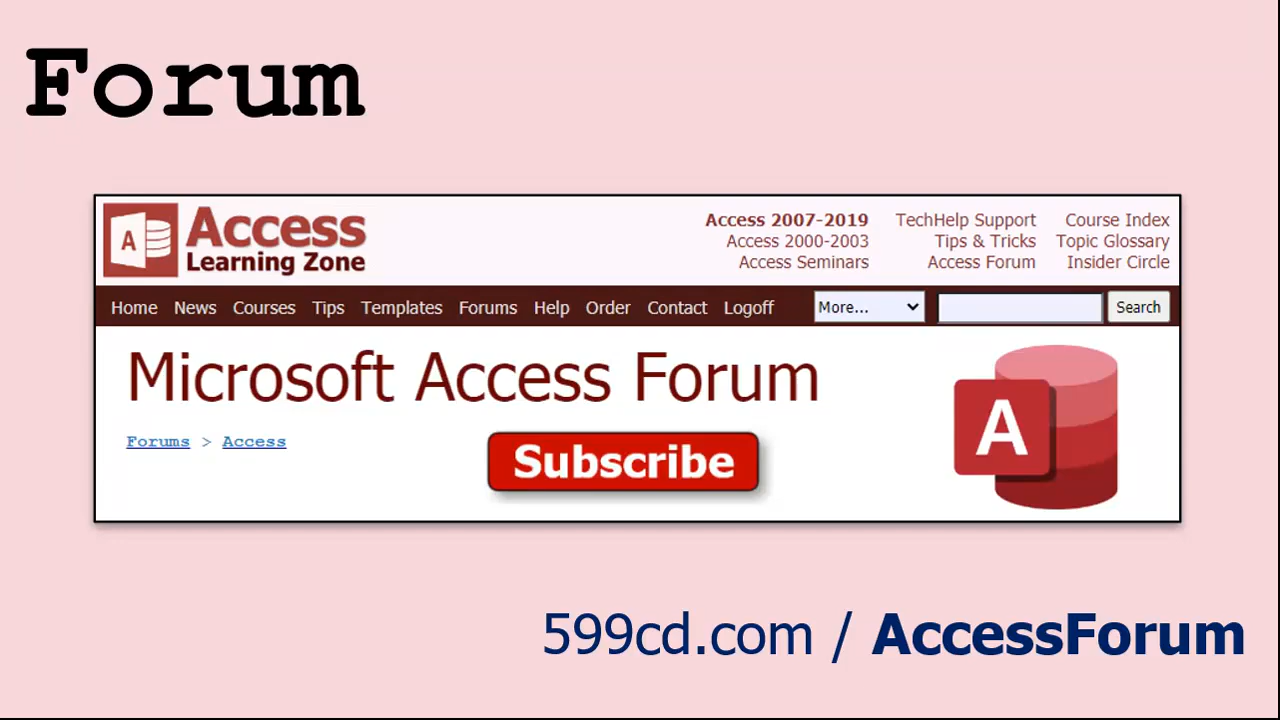 Forum
A Access
Learning Zone
Access 2007-2019 TechHelp Support Course Index
Access 2000-2003 Tips & Tricks Topic Glossary
Access Seminars Access Forum Insider Circle
Home News Courses Tips Templates Forums Help Order Contact Logoff More... Search
Microsoft Access Forum
Forums > Access
Subscribe
A
599cd.com / AccessForum